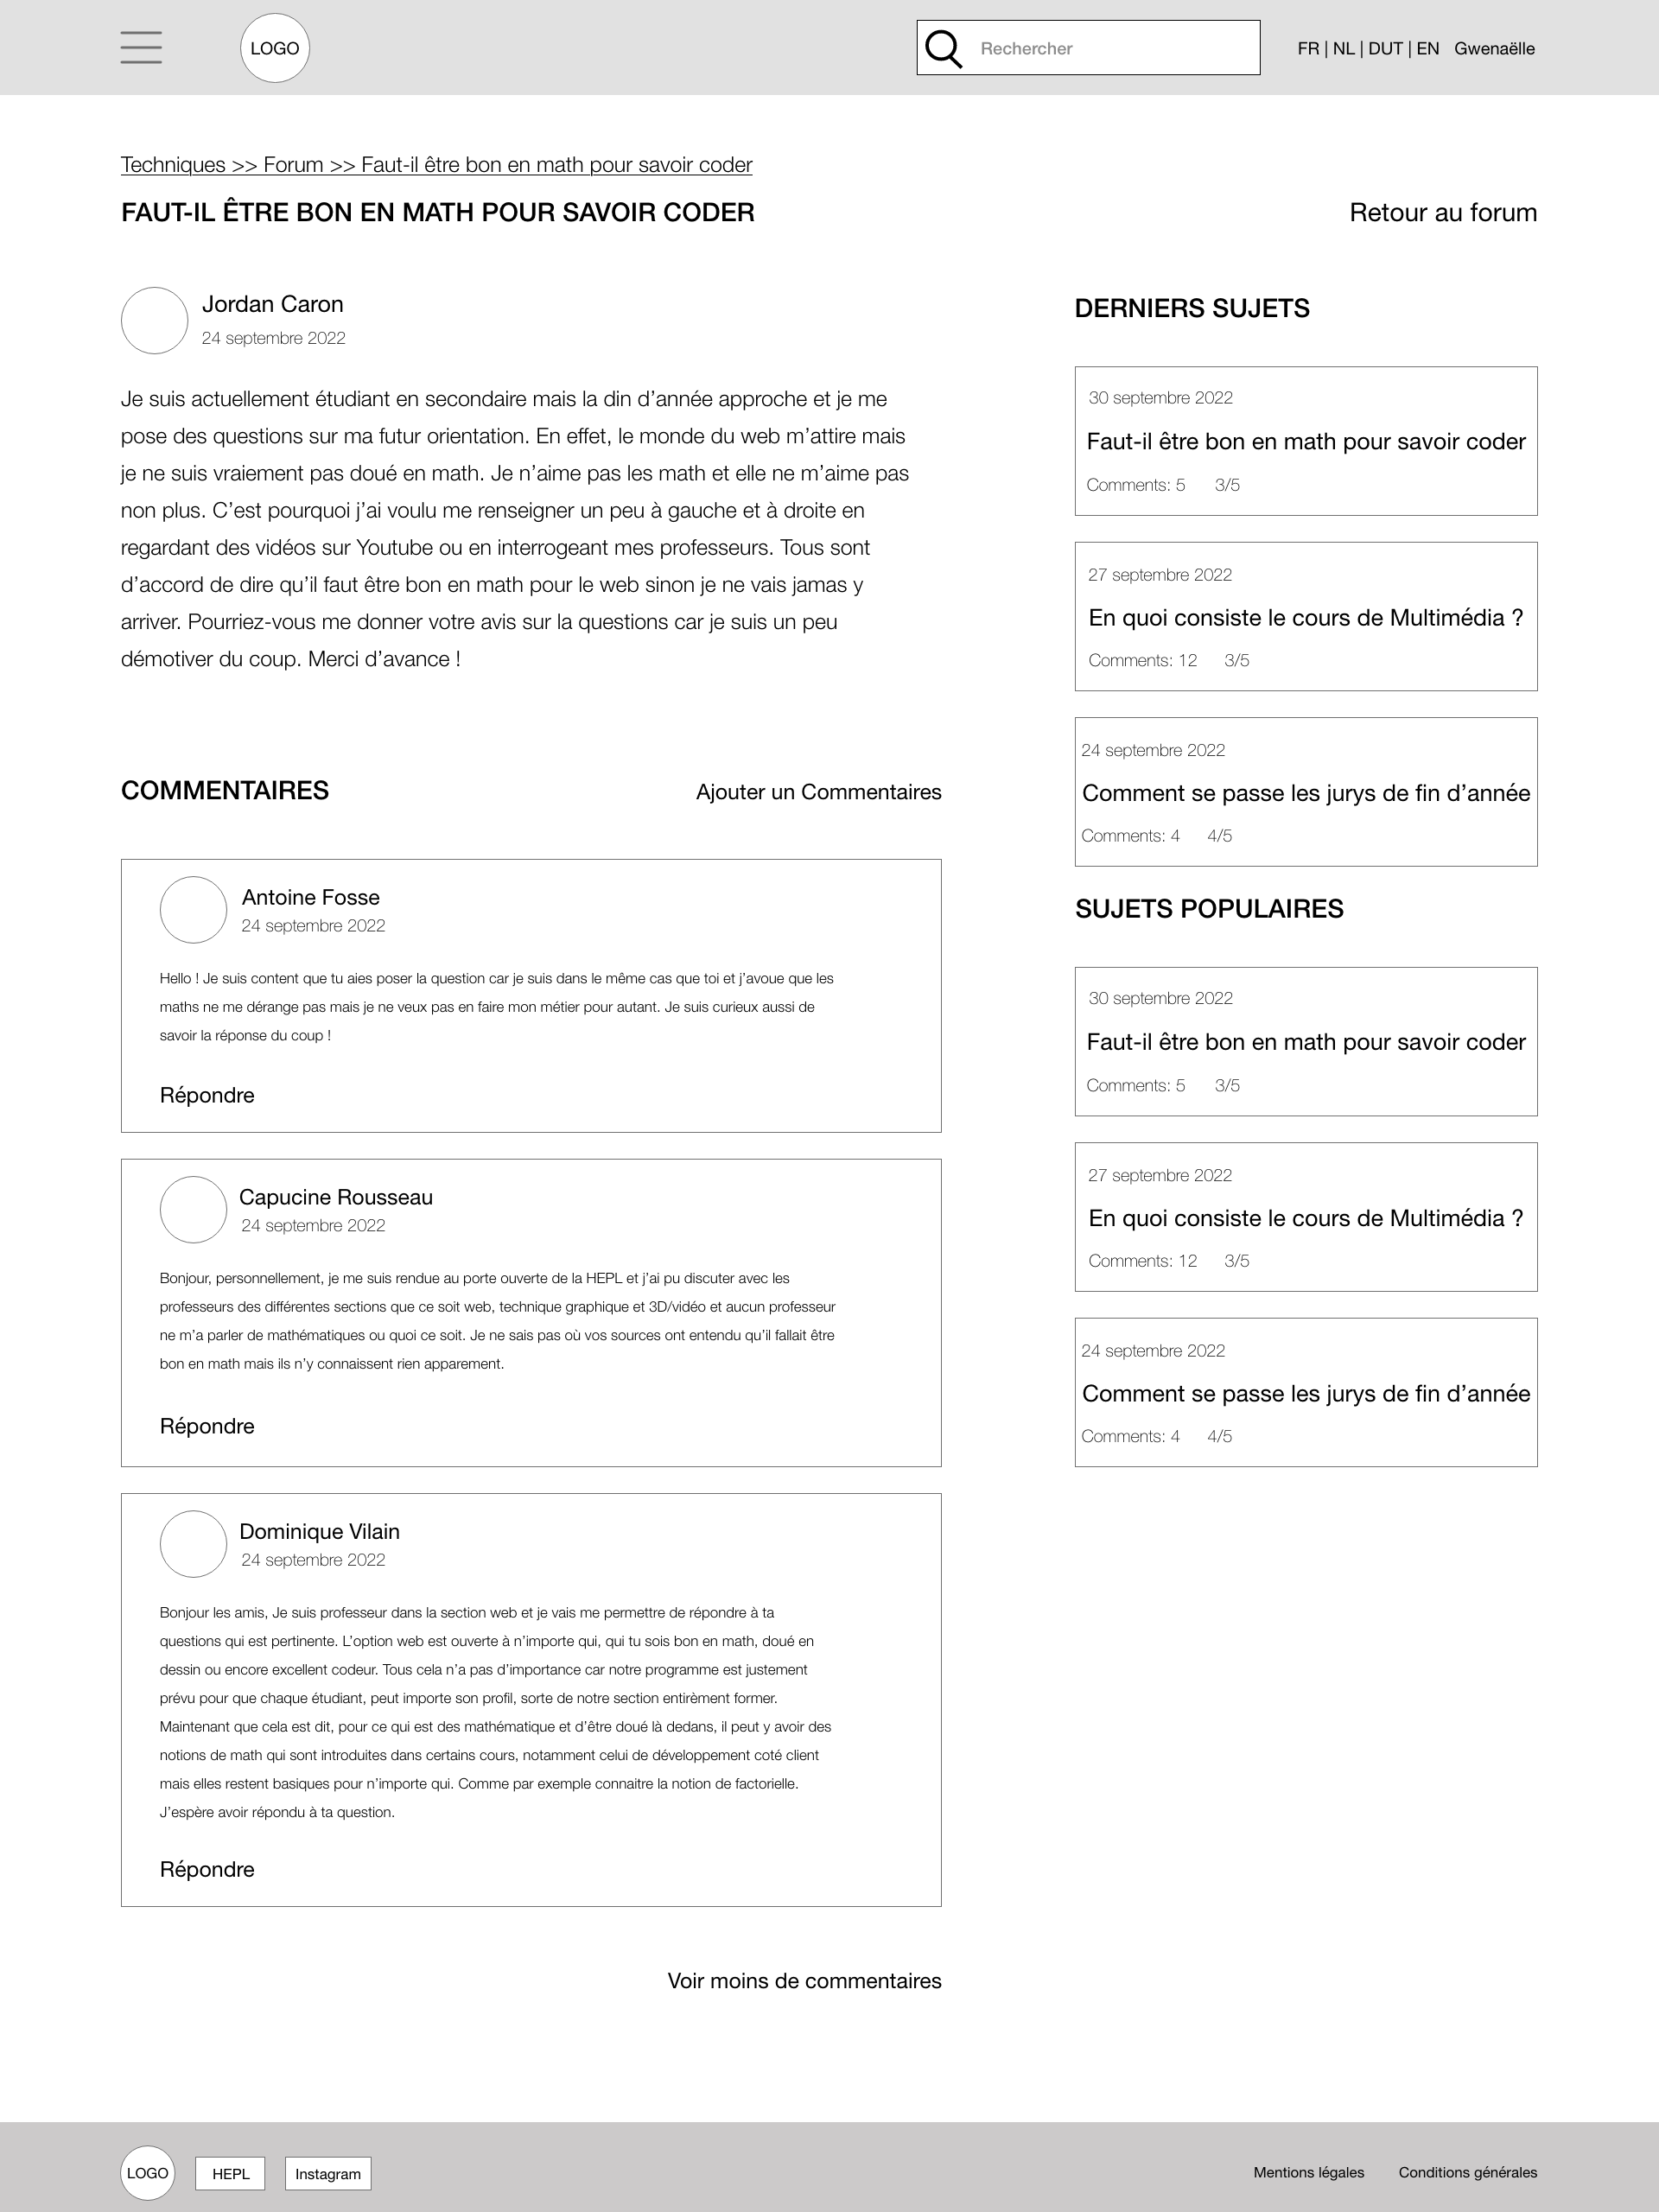 LOGO
Rechercher
FR | NL | DUT | EN Gwenaëlle
Techniques >> Forum >> Faut-il être bon en math pour savoir coder
FAUT-IL ÊTRE BON EN MATH POUR SAVOIR CODER
Retour au forum
Jordan Caron
24 septembre 2022
Je suis actuellement étudiant en secondaire mais la din d’année approche et je me
pose des questions sur ma futur orientation. En effet, le monde du web m’attire mais
je ne suis vraiement pas doué en math. Je n’aime pas les math et elle ne m’aime pas
non plus. C’est pourquoi j’ai voulu me renseigner un peu à gauche et à droite en
regardant des vidéos sur Youtube ou en interrogeant mes professeurs. Tous sont
d’accord de dire qu’il faut être bon en math pour le web sinon je ne vais jamas y
arriver. Pourriez-vous me donner votre avis sur la questions car je suis un peu
démotiver du coup. Merci d’avance !
COMMENTAIRES
Ajouter un Commentaires
Antoine Fosse
24 septembre 2022
Hello ! Je suis content que tu aies poser la question car je suis dans le même cas que toi et j’avoue que les
maths ne me dérange pas mais je ne veux pas en faire mon métier pour autant. Je suis curieux aussi de
savoir la réponse du coup !
Répondre
Capucine Rousseau
24 septembre 2022
Bonjour, personnellement, je me suis rendue au porte ouverte de la HEPL et j’ai pu discuter avec les
professeurs des différentes sections que ce soit web, technique graphique et 3D/vidéo et aucun professeur
ne m’a parler de mathématiques ou quoi ce soit. Je ne sais pas où vos sources ont entendu qu’il fallait être
bon en math mais ils n’y connaissent rien apparement.
Répondre
Dominique Vilain
24 septembre 2022
Bonjour les amis, Je suis professeur dans la section web et je vais me permettre de répondre à ta
questions qui est pertinente. L’option web est ouverte à n’importe qui, qui tu sois bon en math, doué en
dessin ou encore excellent codeur. Tous cela n’a pas d’importance car notre programme est justement
prévu pour que chaque étudiant, peut importe son profil, sorte de notre section entirèment former.
Maintenant que cela est dit, pour ce qui est des mathématique et d’être doué là dedans, il peut y avoir des
notions de math qui sont introduites dans certains cours, notamment celui de développement coté client
mais elles restent basiques pour n’importe qui. Comme par exemple connaitre la notion de factorielle.
J’espère avoir répondu à ta question.
Répondre
Voir moins de commentaires
DERNIERS SUJETS
30 septembre 2022
Faut-il être bon en math pour savoir coder
Comments: 5 3/5
27 septembre 2022
En quoi consiste le cours de Multimédia ?
Comments: 12 3/5
24 septembre 2022
Comment se passe les jurys de fin d’année
Comments: 4 4/5
SUJETS POPULAIRES
30 septembre 2022
Faut-il être bon en math pour savoir coder
Comments: 5 3/5
27 septembre 2022
En quoi consiste le cours de Multimédia ?
Comments: 12 3/5
24 septembre 2022
Comment se passe les jurys de fin d’année
Comments: 4 4/5
LOGO
HEPL
Instagram
Mentions légales
Conditions générales